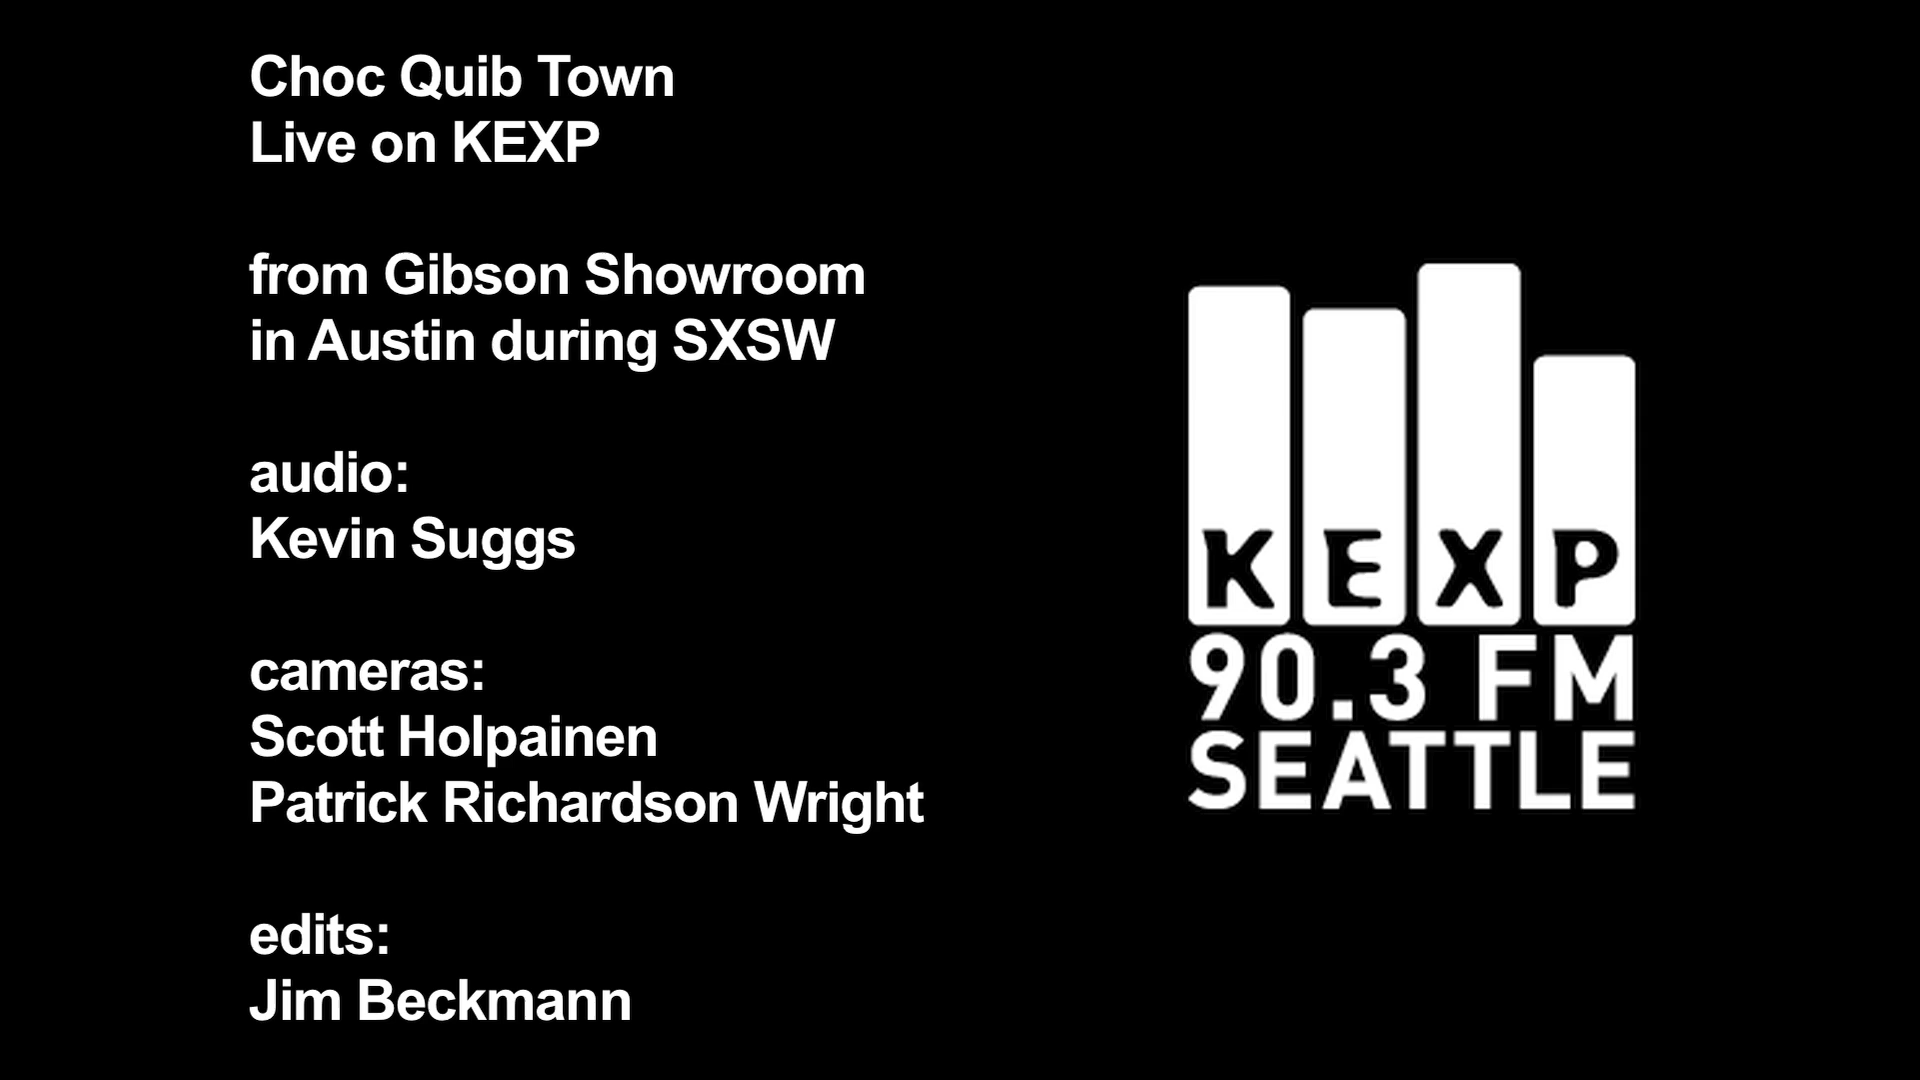 Choc Quib Town
Live on KEXP
from Gibson Showroom
in Austin during SXSW
audio:
Kevin Suggs
cameras:
Scott Holpainen
Patrick Richardson Wright
edits:
Jim Beckmann
KEXP
90.3 FM
SEATTLE